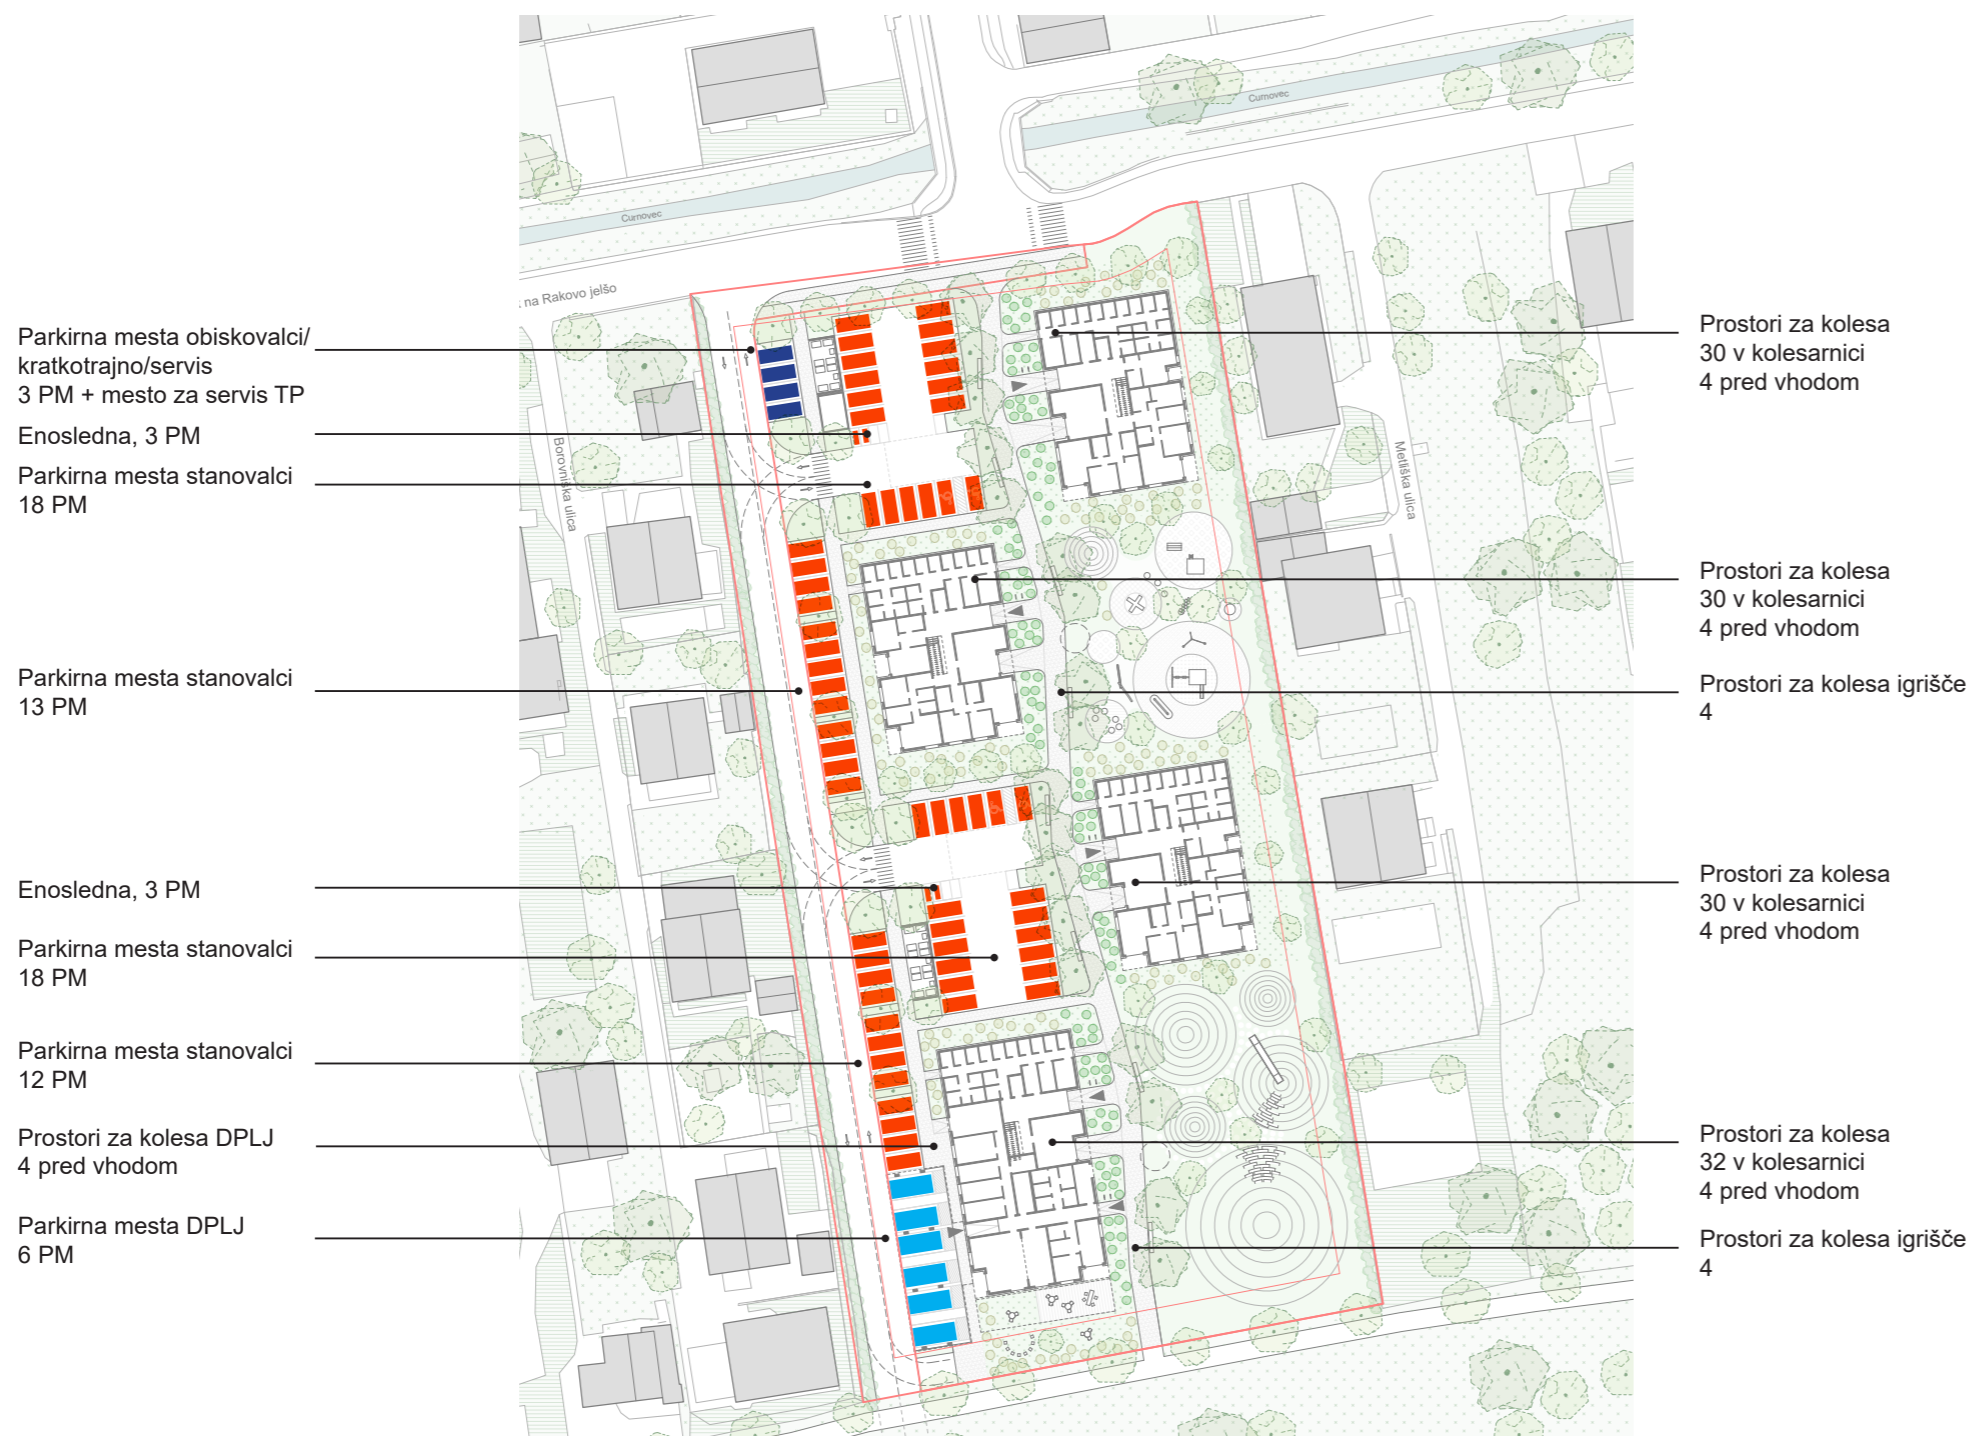 Parkirna mesta obiskovalci/
kratkotrajno/servis
3 PM + mesto za servis TP
Enosledna, 3 PM
Parkirna mesta stanovalci
18 PM
Parkirna mesta stanovalci
13 PM
Enosledna, 3 PM
Parkirna mesta stanovalci
18 PM
Parkirna mesta stanovalci
12 PM
Prostori za kolesa DPLJ
4 pred vhodom
Parkirna mesta DPLJ
6 PM
Curnovec
Curnovec
na Rakovo jelšo
Borovniška ulica
Metliška ulica
Prostori za kolesa
30 v kolesarnici
4 pred vhodom
Prostori za kolesa
30 v kolesarnici
4 pred vhodom
Prostori za kolesa igrišče
4
Prostori za kolesa
30 v kolesarnici
4 pred vhodom
Prostori za kolesa
32 v kolesarnici
4 pred vhodom
Prostori za kolesa igrišče
4